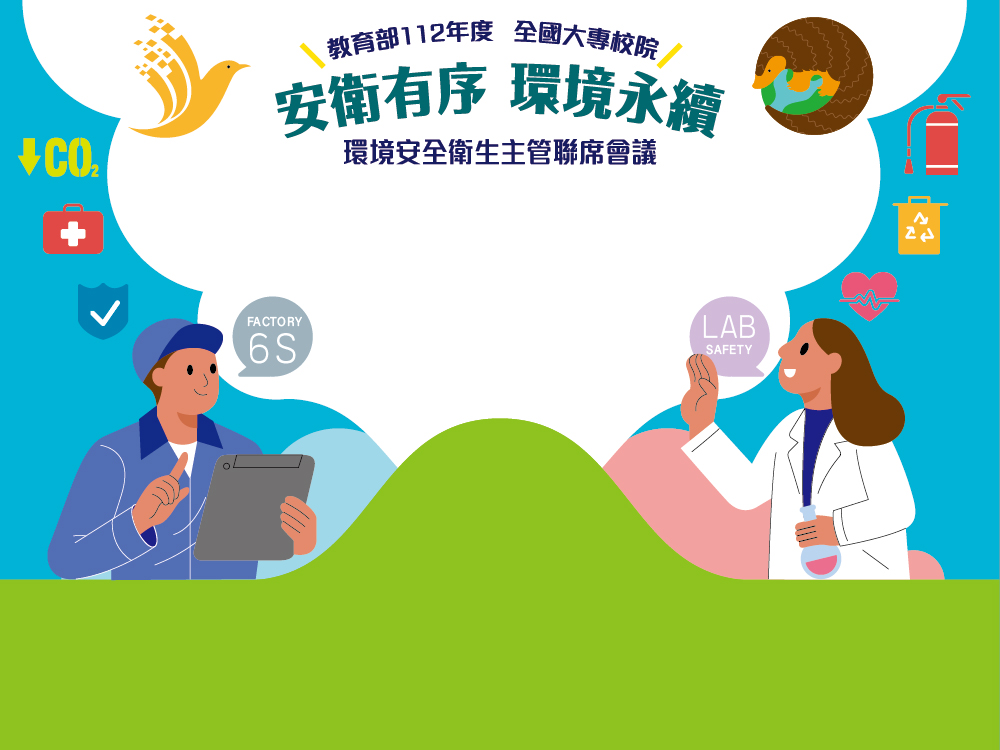 教育部112年度 全國大專校院
安衛有序 環境永續
環境安全衛生主管聯席會議
CO₂
FACTORY
6S
LAB
SAFETY